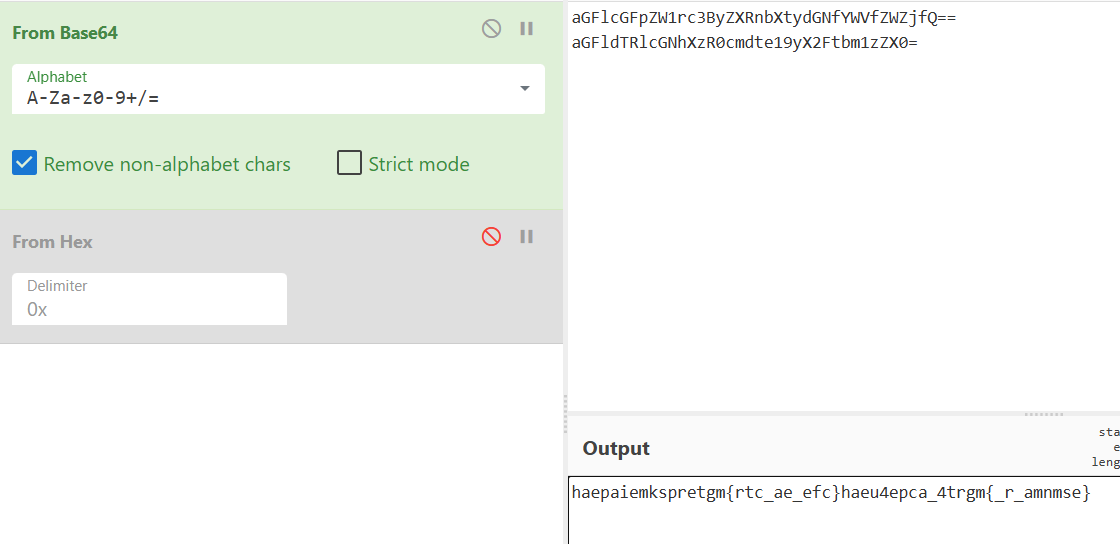 From Base64
Alphabet
A-Za-z0-9+/=
Remove non-alphabet chars
Strict mode
From Hex
Delimiter
0x
aGFlcGFpZW1rc3ByZXRnbXtydGNfYWVfZWZjfQ==
aGFldTRlcGNhXzR0cmdte19yX2Ftbm1zZX0=
Output
sta
e
leng
haepaiemkspretgm{rtc_ae_efc}haeu4epca_4trgm{_r_amnmse}